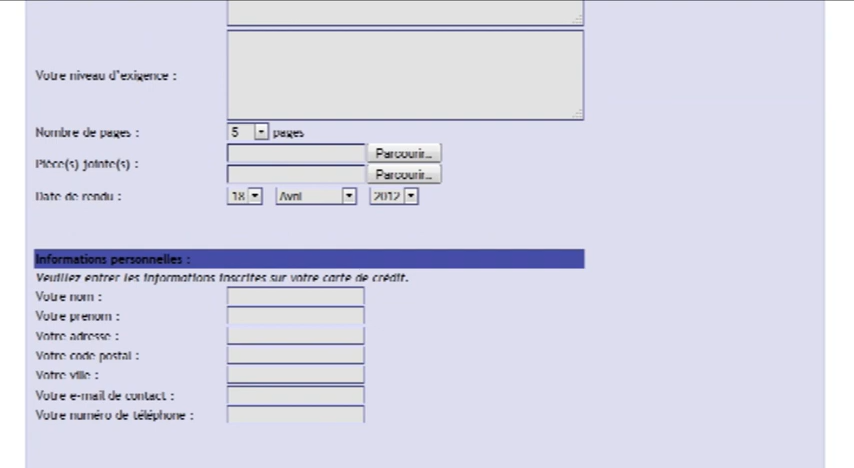 Votre niveau d'exigence :
Nombre de pages : 5 pages
Parcourir...
Pièce(s) jointe(s) :
Parcourir...
Date de rendu : 18 Avril 2012
Informations personnelles :
Veuillez entrer les informations inscrites sur votre carte de crédit.
Votre nom :
Votre prenom :
Votre adresse :
Votre code postal :
Votre ville :
Votre e-mail de contact :
Votre numéro de téléphone :